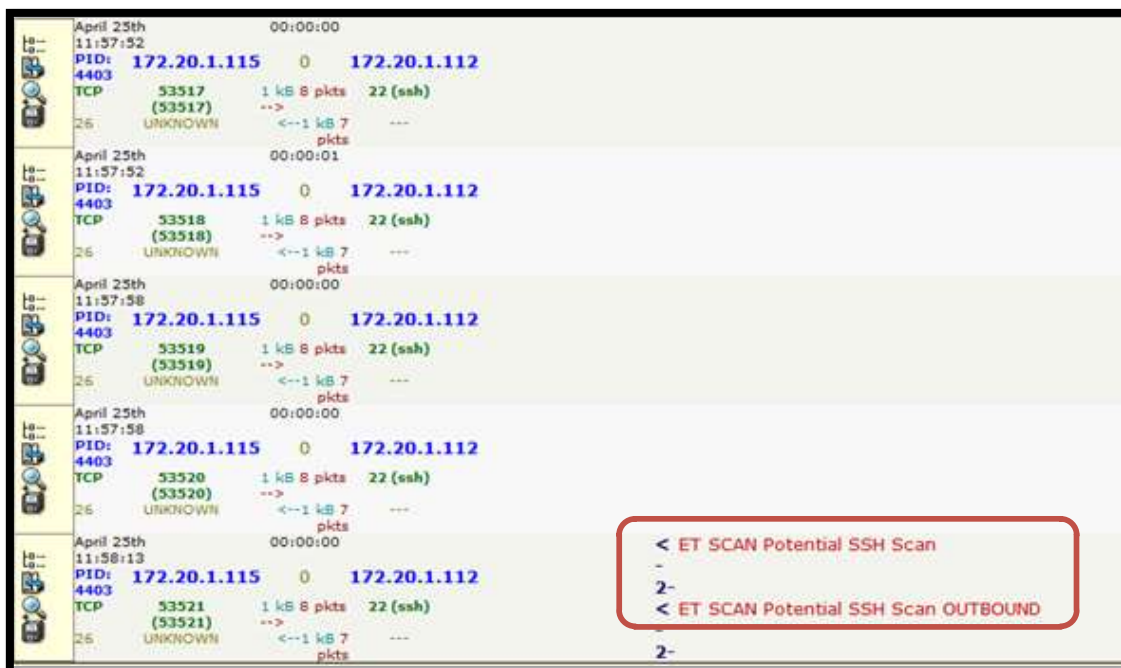 April 25th 00:00:00
11:57:52
PID: 172.20.1.115 0 172.20.1.112
4403
TCP 53517 1 kB 8 pkts 22 (ssh)
(53517) -->
26 UNKNOWN <--1 kB 7 ---
pkts
April 25th 00:00:01
11:57:52
PID: 172.20.1.115 0 172.20.1.112
4403
TCP 53518 1 kB 8 pkts 22 (ssh)
(53518) -->
26 UNKNOWN <--1 kB 7 ---
pkts
April 25th 00:00:00
11:57:58
PID: 172.20.1.115 0 172.20.1.112
4403
TCP 53519 1 kB 8 pkts 22 (ssh)
(53519) -->
26 UNKNOWN <--1 kB 7 ---
pkts
April 25th 00:00:00
11:57:58
PID: 172.20.1.115 0 172.20.1.112
4403
TCP 53520 1 kB 8 pkts 22 (ssh)
(53520) -->
26 UNKNOWN <--1 kB 7 ---
pkts
April 25th 00:00:00
11:58:13
PID: 172.20.1.115 0 172.20.1.112
4403
TCP 53521 1 kB 8 pkts 22 (ssh)
(53521) -->
26 UNKNOWN <--1 kB 7 ---
pkts
< ET SCAN Potential SSH Scan
-
2-
< ET SCAN Potential SSH Scan OUTBOUND
-
2-